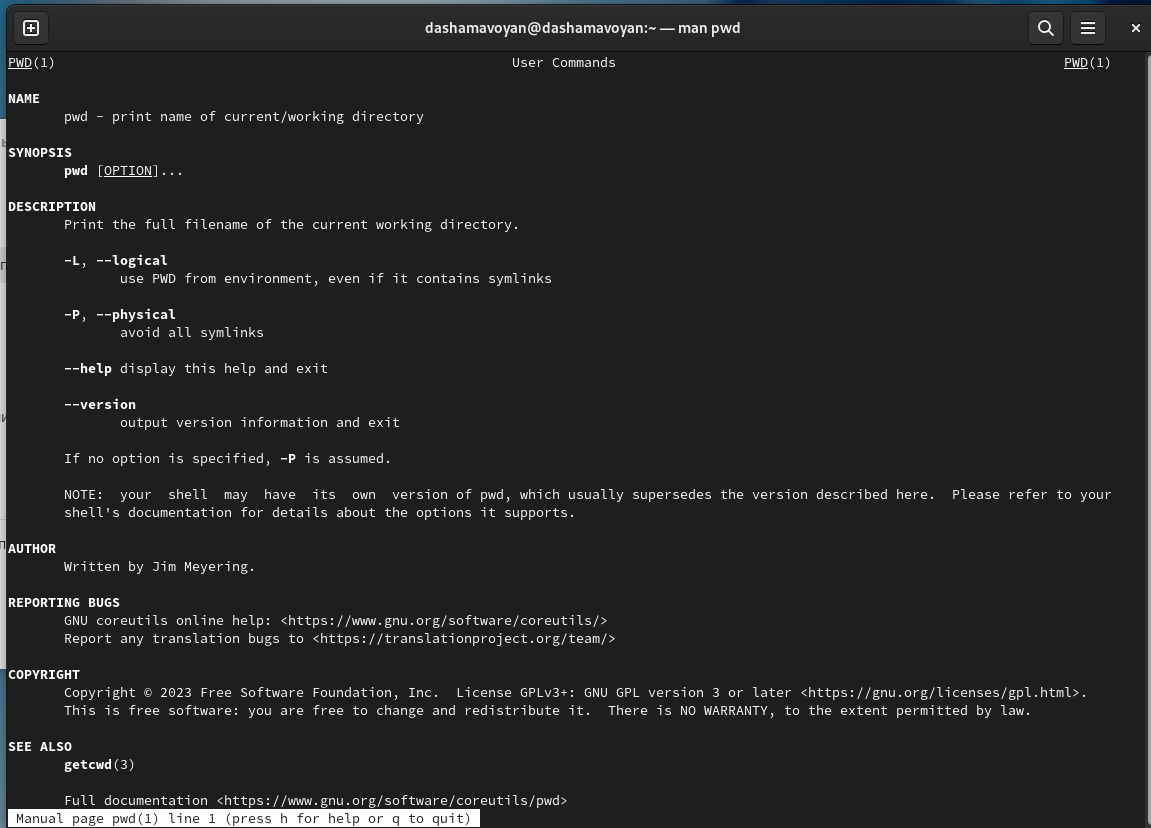 dashamavoyan@dashamavoyan:~ — man pwd
PWD(1) User Commands PWD(1)
NAME
pwd - print name of current/working directory
SYNOPSIS
pwd [OPTION]...
DESCRIPTION
Print the full filename of the current working directory.
-L, --logical
use PWD from environment, even if it contains symlinks
-P, --physical
avoid all symlinks
--help display this help and exit
--version
output version information and exit
If no option is specified, -P is assumed.
NOTE: your shell may have its own version of pwd, which usually supersedes the version described here. Please refer to your
shell's documentation for details about the options it supports.
AUTHOR
Written by Jim Meyering.
REPORTING BUGS
GNU coreutils online help: <https://www.gnu.org/software/coreutils/>
Report any translation bugs to <https://translationproject.org/team/>
COPYRIGHT
Copyright © 2023 Free Software Foundation, Inc. License GPLv3+: GNU GPL version 3 or later <https://gnu.org/licenses/gpl.html>.
This is free software: you are free to change and redistribute it. There is NO WARRANTY, to the extent permitted by law.
SEE ALSO
getcwd(3)
Full documentation <https://www.gnu.org/software/coreutils/pwd>
Manual page pwd(1) line 1 (press h for help or q to quit)